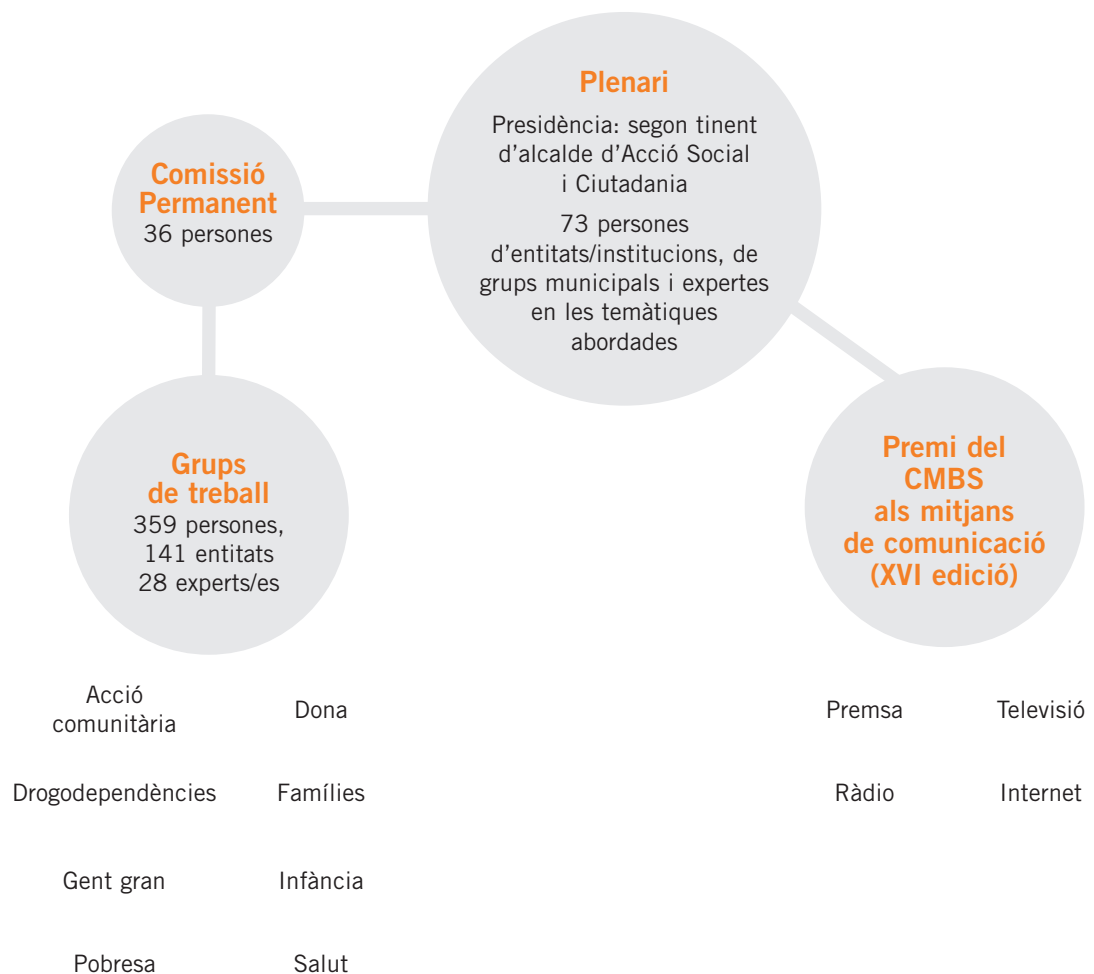 Plenari
Presidència: segon tinent
d’alcalde d’Acció Social
i Ciutadania
73 persones
d’entitats/institucions, de
grups municipals i expertes
en les temàtiques
abordades
Comissió
Permanent
36 persones
Grups
de treball
359 persones,
141 entitats
28 experts/es
Premi del
CMBS
als mitjans
de comunicació
(XVI edició)
Acció
comunitària
Dona
Drogodependències
Famílies
Gent gran
Infància
Pobresa
Salut
Premsa
Televisió
Ràdio
Internet